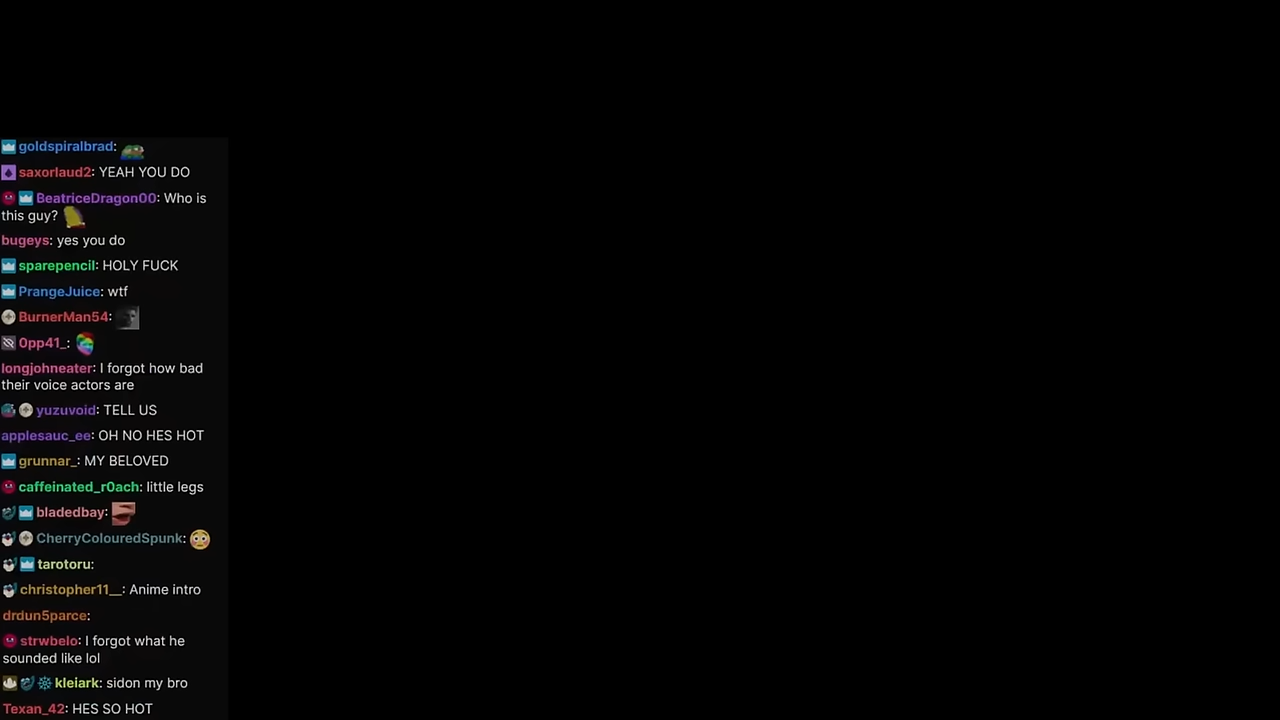 goldspiralbrad:
saxorlaud2: YEAH YOU DO
BeatriceDragon00: Who is
this guy?
bugeys: yes you do
sparepencil: HOLY FUCK
PrangeJuice: wtf
BurnerMan54:
0pp41_:
longjohneater: I forgot how bad
their voice actors are
yuzuvoid: TELL US
applesauc_ee: OH NO HES HOT
grunnar_: MY BELOVED
caffeinated_r0ach: little legs
bladedbay:
CherryColouredSpunk:
tarotoru:
christopher11__: Anime intro
drdun5parce:
strwbelo: I forgot what he
sounded like lol
kleiark: sidon my bro
Texan_42: HES SO HOT